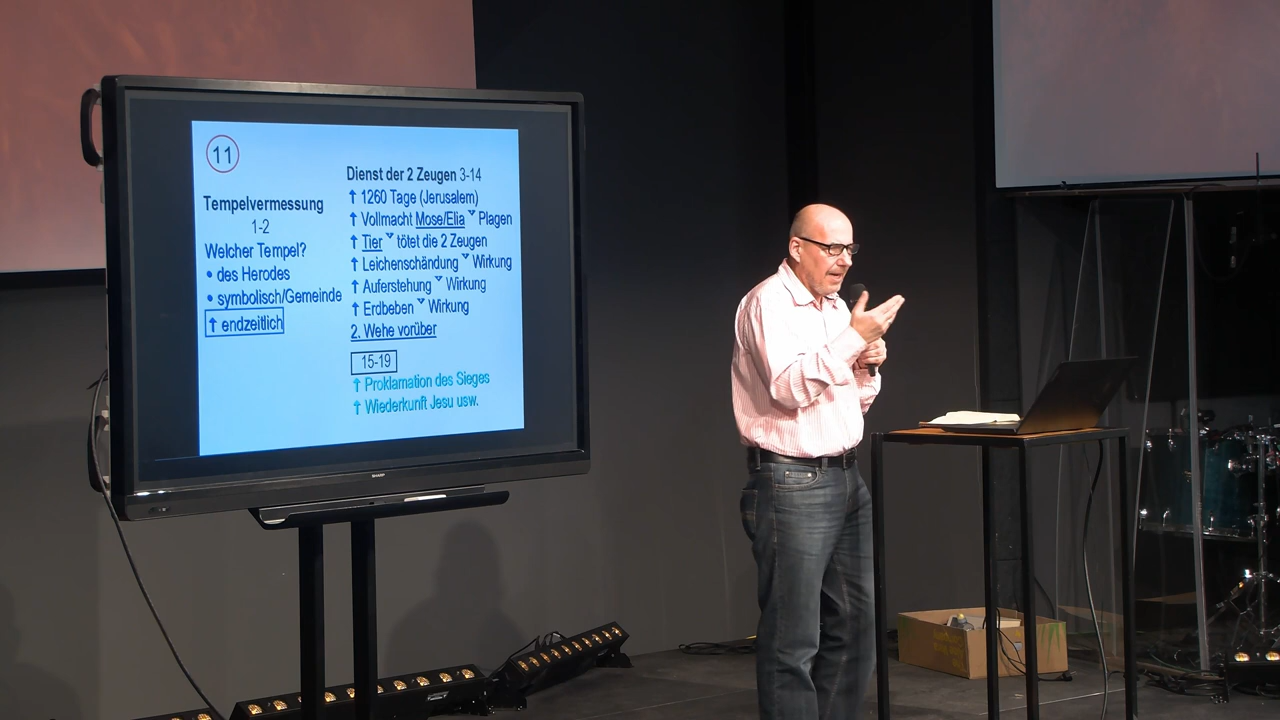 11
Tempelvermessung
1-2
Welcher Tempel?
• des Herodes
• symbolisch/Gemeinde
↑ endzeitlich
Dienst der 2 Zeugen 3-14
↑ 1260 Tage (Jerusalem)
↑ Vollmacht Mose/Elia ˇ Plagen
↑ Tier ˇ tötet die 2 Zeugen
↑ Leichenschändung ˇ Wirkung
↑ Auferstehung ˇ Wirkung
↑ Erdbeben ˇ Wirkung
2. Wehe vorüber
15-19
↑ Proklamation des Sieges
↑ Wiederkunft Jesu usw.
SHARP